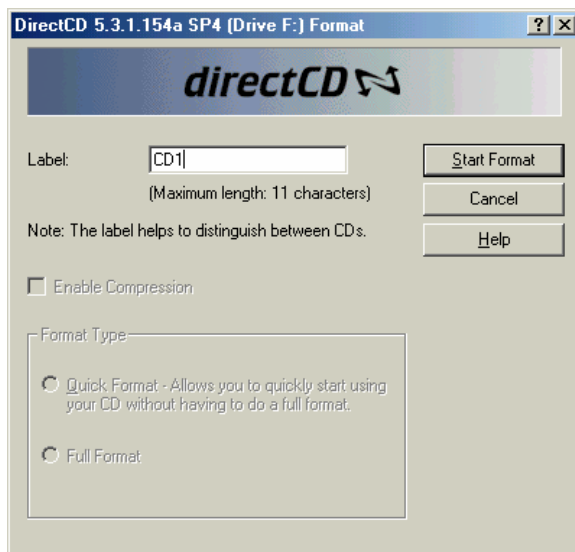 DirectCD 5.3.1.154a SP4 (Drive F:) Format
directCD
Label:
CD1
(Maximum length: 11 characters)
Note: The label helps to distinguish between CDs.
Start Format
Cancel
Help
Enable Compression
Format Type
Quick Format - Allows you to quickly start using
your CD without having to do a full format.
Full Format